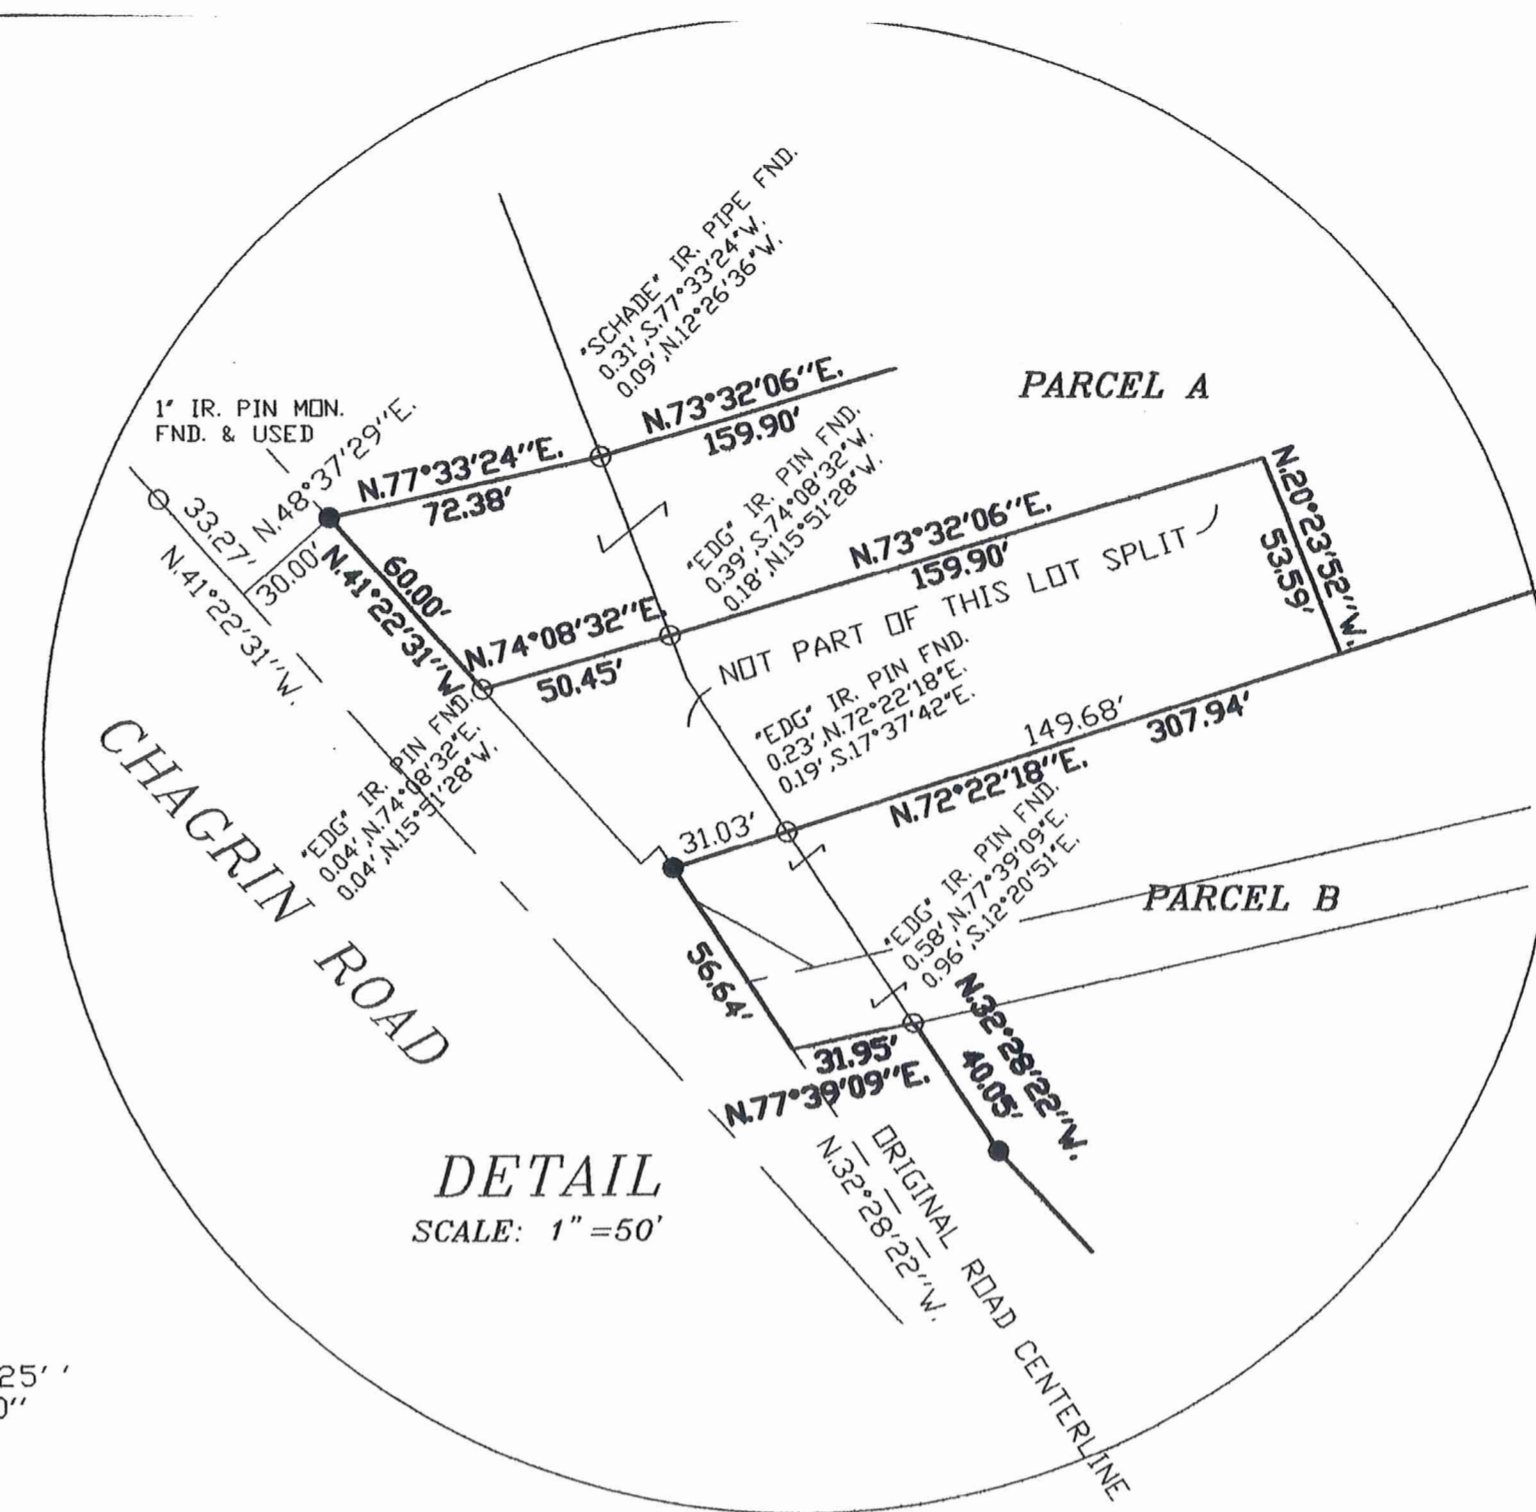 "SCHADE" IR. PIPE FND.
0.31',S.77°33'24"W.
0.09',N.12°26'36"W.
PARCEL A
1" IR. PIN MON.
FND. & USED
N.48°37'29"E.
30.00'
33.27'
N.41°22'31"W.
N.77°33'24"E.
72.38'
N.73°32'06"E.
159.90'
60.00'
N.41°22'31"W.
"EDG" IR. PIN FND.
0.39',S.74°08'32"W.
0.18',N.15°51'28"W.
N.74°08'32"E.
50.45'
N.73°32'06"E.
159.90'
NOT PART OF THIS LOT SPLIT
N.20°23'52"W.
53.59'
"EDG" IR. PIN FND.
0.04',N.74°08'32"E.
0.04',N.15°51'28"W.
"EDG" IR. PIN FND.
0.23',N.72°22'18"E.
0.19',S.17°37'42"E.
31.03'
149.68'
307.94'
N.72°22'18"E.
CHAGRIN ROAD
"EDG" IR. PIN FND.
0.58',N.77°39'09"E.
0.96',S.12°20'51"E.
PARCEL B
56.64'
31.95'
N.77°39'09"E.
N.32°28'22"W.
40.05'
N.32°28'22"W.
ORIGINAL ROAD CENTERLINE
DETAIL
SCALE: 1"=50'
25' '
0"